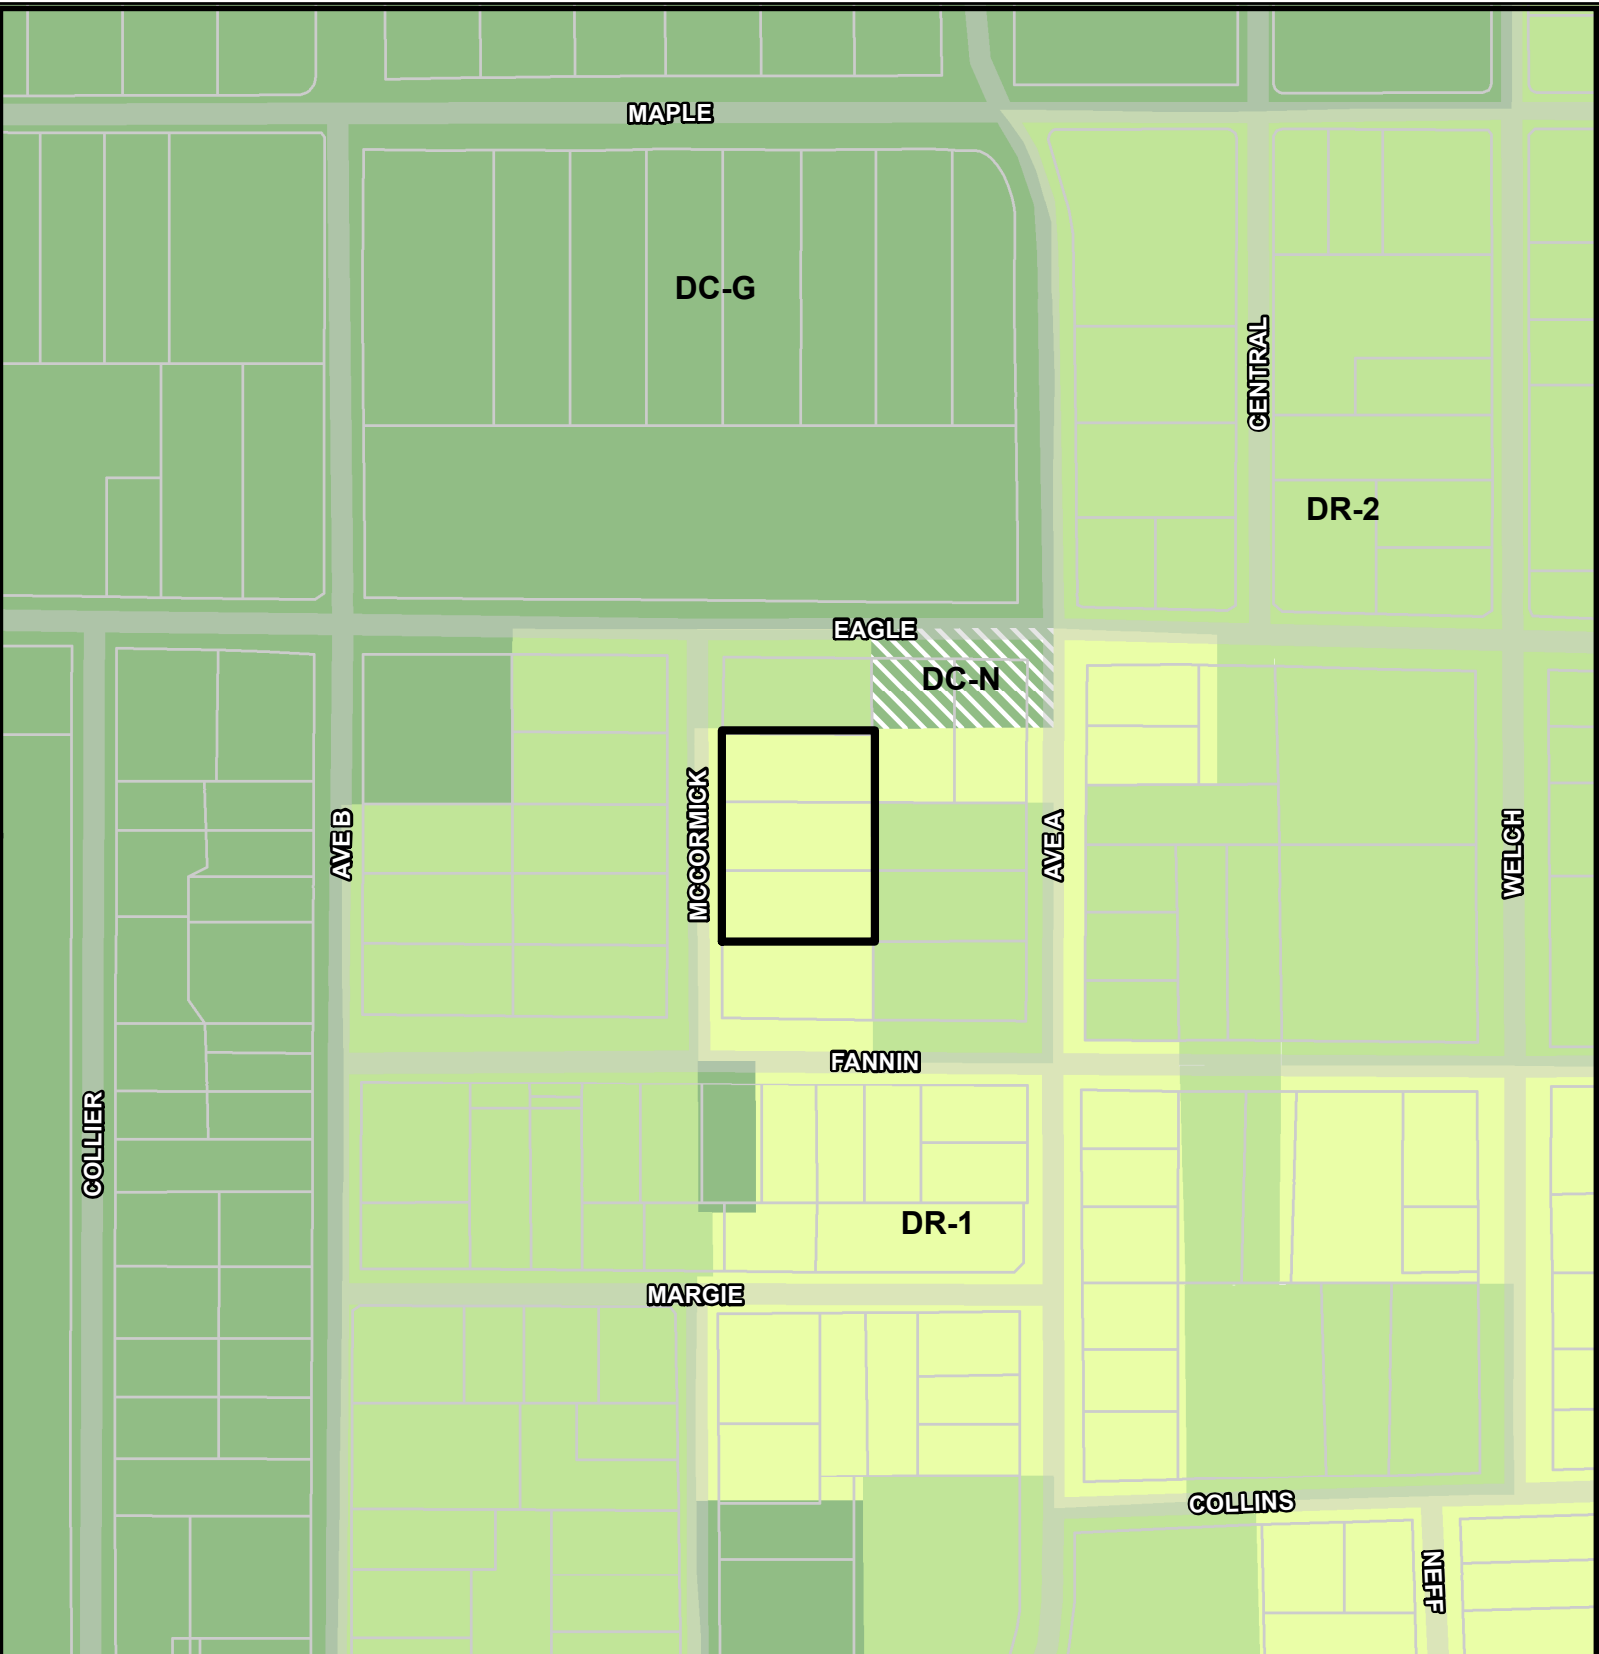 MAPLE
DC-G
CENTRAL
DR-2
EAGLE
DC-N
MCCORMICK
AVE B
AVE A
WELCH
FANNIN
COLLIER
DR-1
MARGIE
COLLINS
NEFF